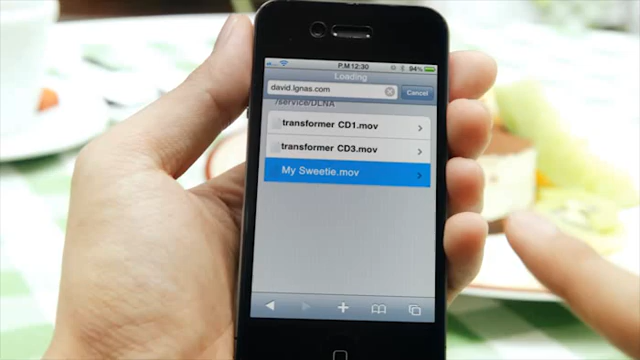 P.M 12:30 94%
Loading
david.lgnas.com
Cancel
/service/DLNA
transformer CD1.mov
transformer CD3.mov
My Sweetie.mov